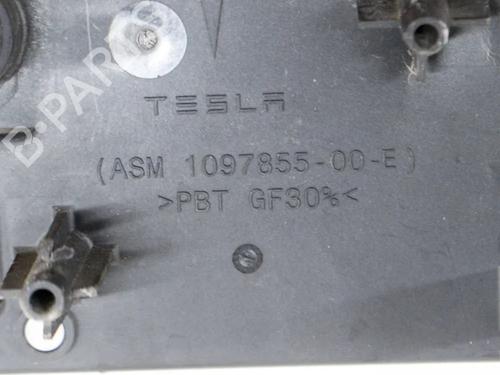 B-PARTS
TESLA
(ASM 1097855-00-E)
>PBT GF30%<